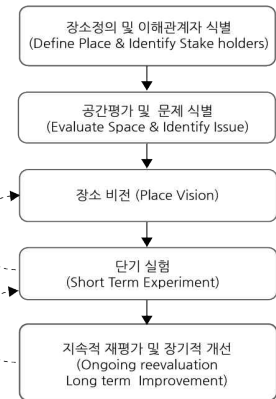 장소정의 및 이해관계자 식별
(Define Place & Identify Stake holders)
공간평가 및 문제 식별
(Evaluate Space & Identify Issue)
장소 비전 (Place Vision)
단기 실험
(Short Term Experiment)
지속적 재평가 및 장기적 개선
(Ongoing reevaluation
Long term Improvement)